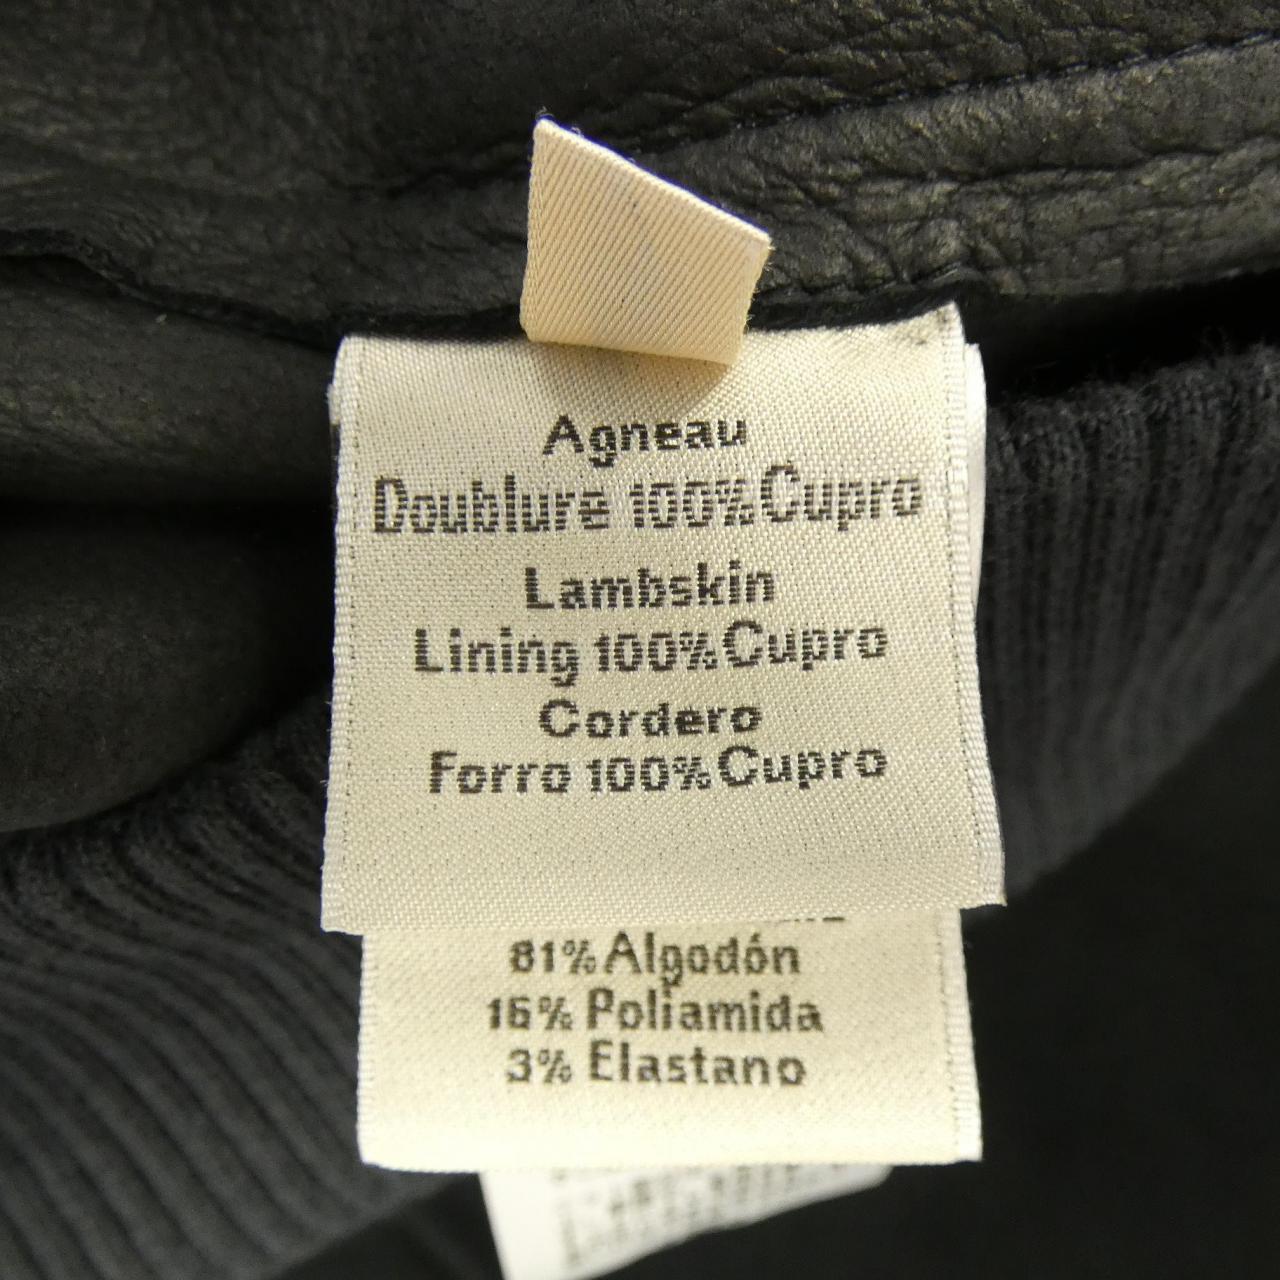 Agneau
Doublure 100% Cupro
Lambskin
Lining 100% Cupro
Cordero
Forro 100% Cupro
81% Algodón
16% Poliamida
3% Elastano